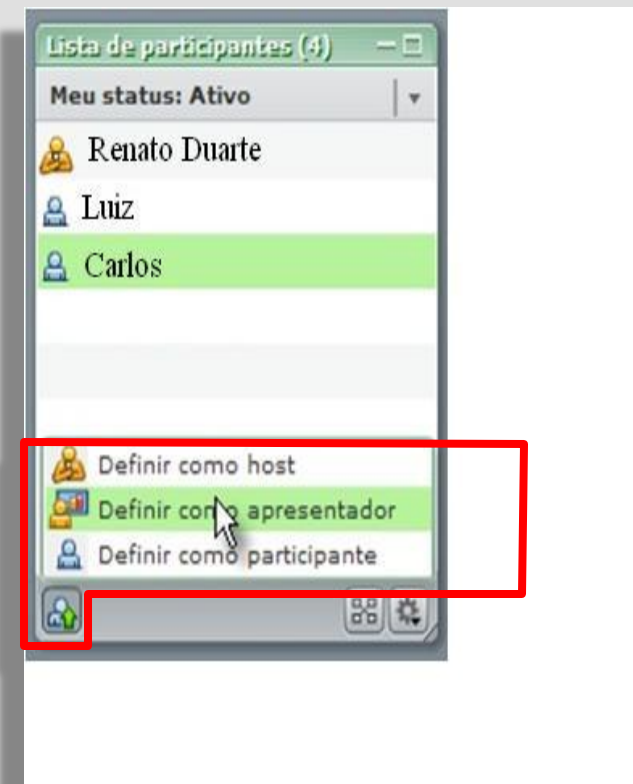 Lista de participantes (4)
Meu status: Ativo
Renato Duarte
Luiz
Carlos
Definir como host
Definir como apresentador
Definir como participante